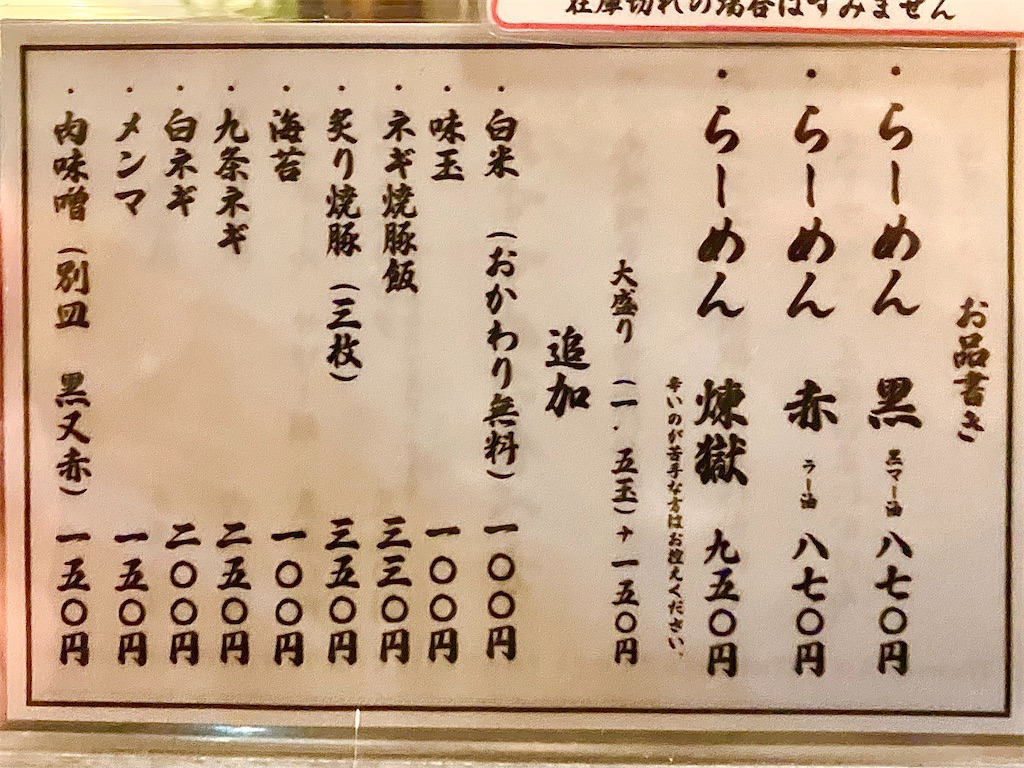 在庫切れの場合はすみません
お品書き
・らーめん 黒 黒マー油 八七〇円
・らーめん 赤 ラー油 八七〇円
・らーめん 煉獄 九五〇円
辛いのが苦手な方はお控えください。
大盛り (一.五玉)+一五〇円
追加
・白米 (おかわり無料) 一〇〇円
・味玉 一〇〇円
・ネギ焼豚飯 三三〇円
・炙り焼豚 (三枚) 三五〇円
・海苔 一〇〇円
・九条ネギ 二五〇円
・白ネギ 二〇〇円
・メンマ 一五〇円
・肉味噌 (別皿 黒又赤) 一五〇円